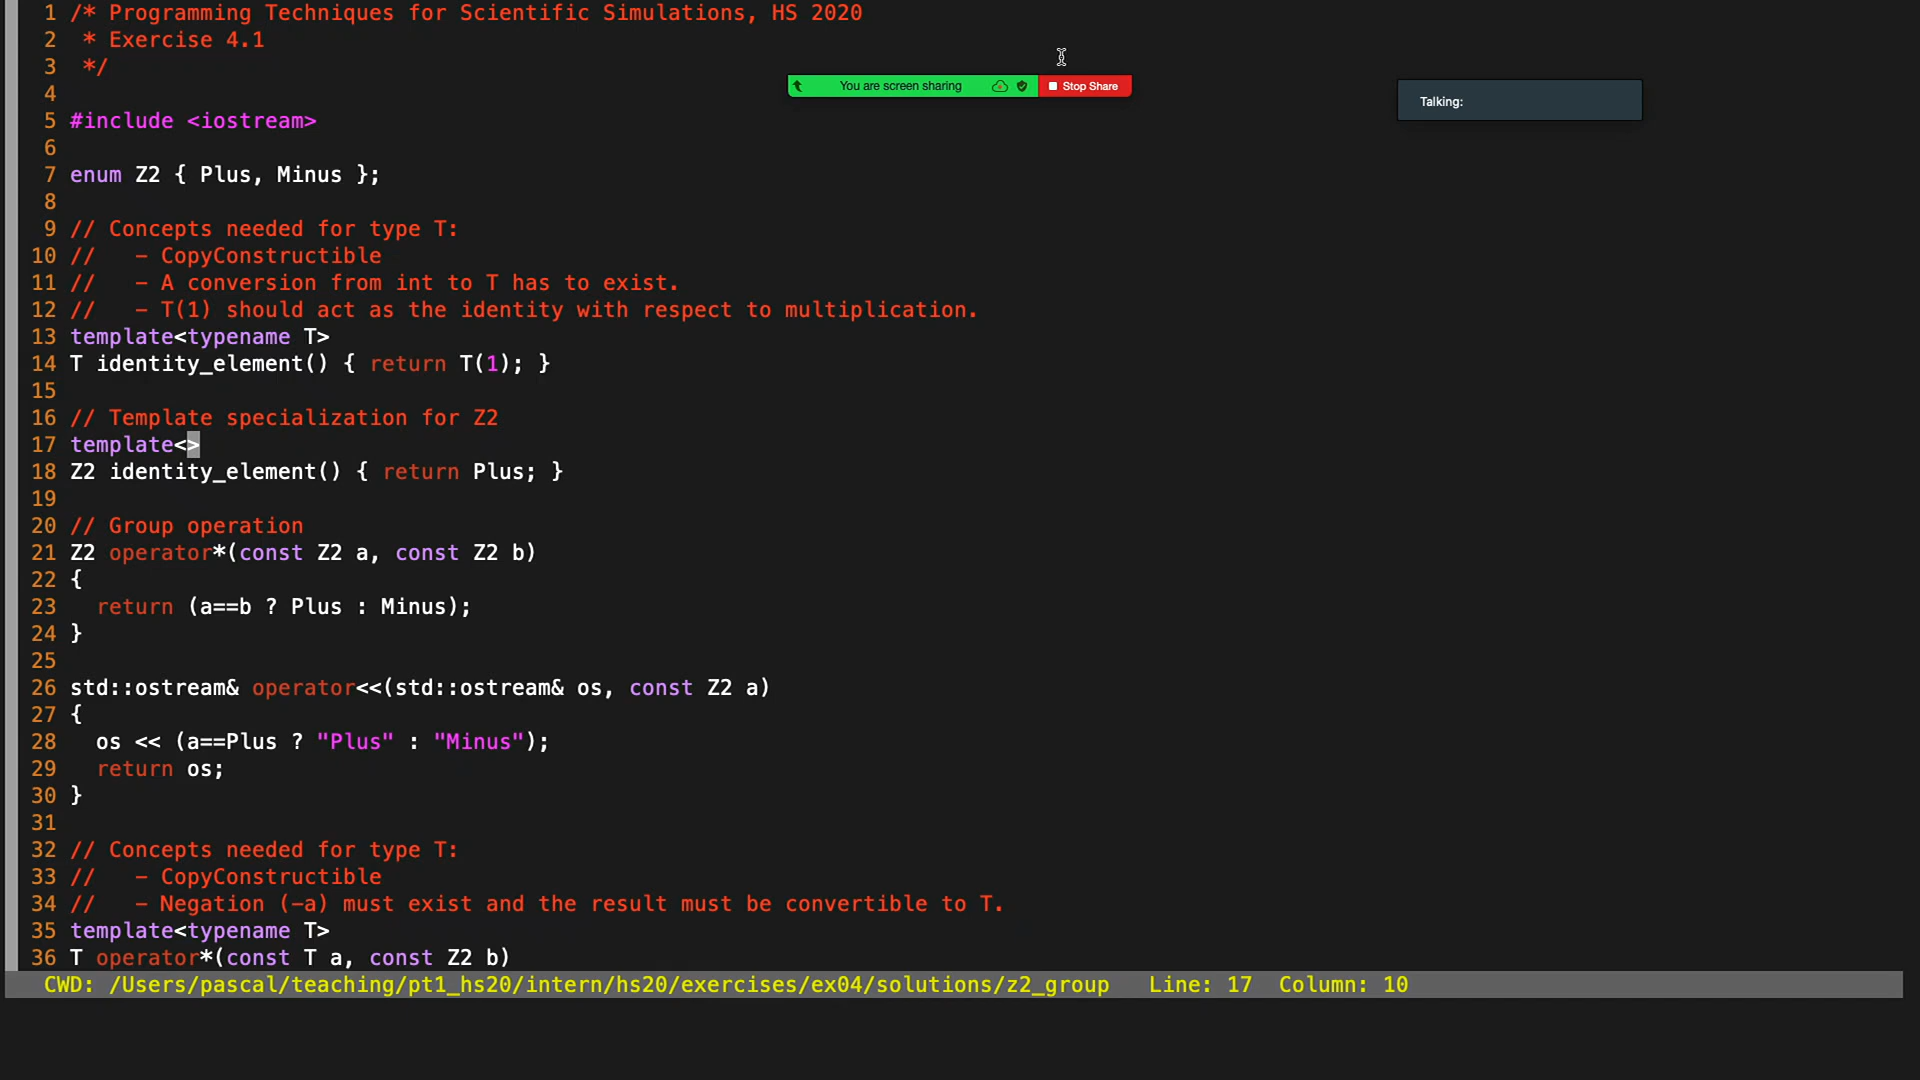 1 /* Programming Techniques for Scientific Simulations, HS 2020
2  * Exercise 4.1
3  */
4
You are screen sharing Stop Share
Talking:
5 #include <iostream>
6
7 enum Z2 { Plus, Minus };
8
9 // Concepts needed for type T:
10 //   - CopyConstructible
11 //   - A conversion from int to T has to exist.
12 //   - T(1) should act as the identity with respect to multiplication.
13 template<typename T>
14 T identity_element() { return T(1); }
15
16 // Template specialization for Z2
17 template<>
18 Z2 identity_element() { return Plus; }
19
20 // Group operation
21 Z2 operator*(const Z2 a, const Z2 b)
22 {
23   return (a==b ? Plus : Minus);
24 }
25
26 std::ostream& operator<<(std::ostream& os, const Z2 a)
27 {
28   os << (a==Plus ? "Plus" : "Minus");
29   return os;
30 }
31
32 // Concepts needed for type T:
33 //   - CopyConstructible
34 //   - Negation (-a) must exist and the result must be convertible to T.
35 template<typename T>
36 T operator*(const T a, const Z2 b)
CWD: /Users/pascal/teaching/pt1_hs20/intern/hs20/exercises/ex04/solutions/z2_group   Line: 17  Column: 10